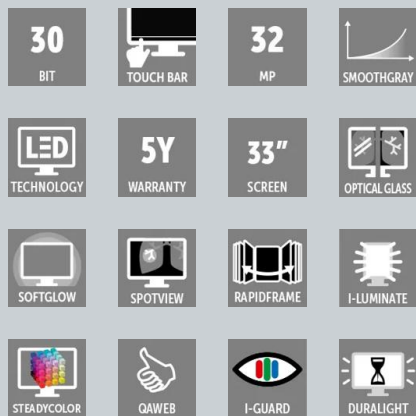 30
BIT
TOUCH BAR
32
MP
SMOOTHGRAY
LED
TECHNOLOGY
5Y
WARRANTY
33"
SCREEN
OPTICAL GLASS
SOFTGLOW
SPOTVIEW
RAPIDFRAME
I-LUMINATE
STEADYCOLOR
QAWEB
I-GUARD
DURALIGHT